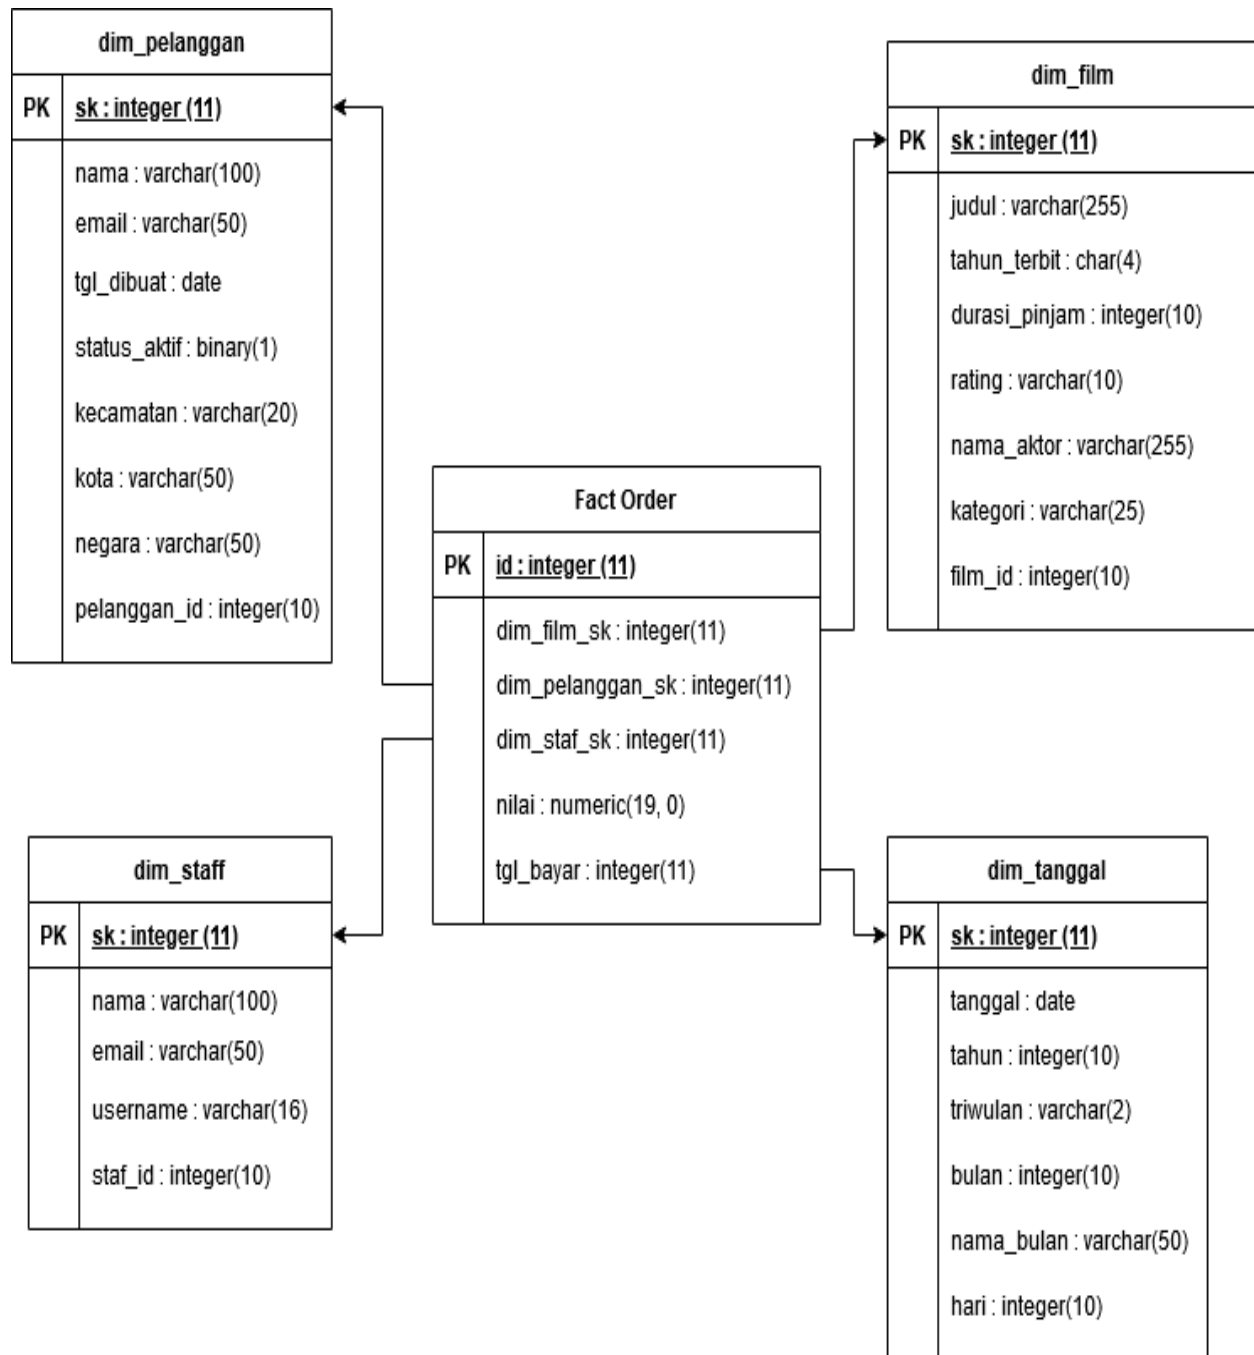 dim_pelanggan
PK sk : integer (11)
nama : varchar(100)
email : varchar(50)
tgl_dibuat : date
status_aktif : binary(1)
kecamatan : varchar(20)
kota : varchar(50)
negara : varchar(50)
pelanggan_id : integer(10)
dim_film
PK sk : integer (11)
judul : varchar(255)
tahun_terbit : char(4)
durasi_pinjam : integer(10)
rating : varchar(10)
nama_aktor : varchar(255)
kategori : varchar(25)
film_id : integer(10)
Fact Order
PK id : integer (11)
dim_film_sk : integer(11)
dim_pelanggan_sk : integer(11)
dim_staf_sk : integer(11)
nilai : numeric(19, 0)
tgl_bayar : integer(11)
dim_staff
PK sk : integer (11)
nama : varchar(100)
email : varchar(50)
username : varchar(16)
staf_id : integer(10)
dim_tanggal
PK sk : integer (11)
tanggal : date
tahun : integer(10)
triwulan : varchar(2)
bulan : integer(10)
nama_bulan : varchar(50)
hari : integer(10)